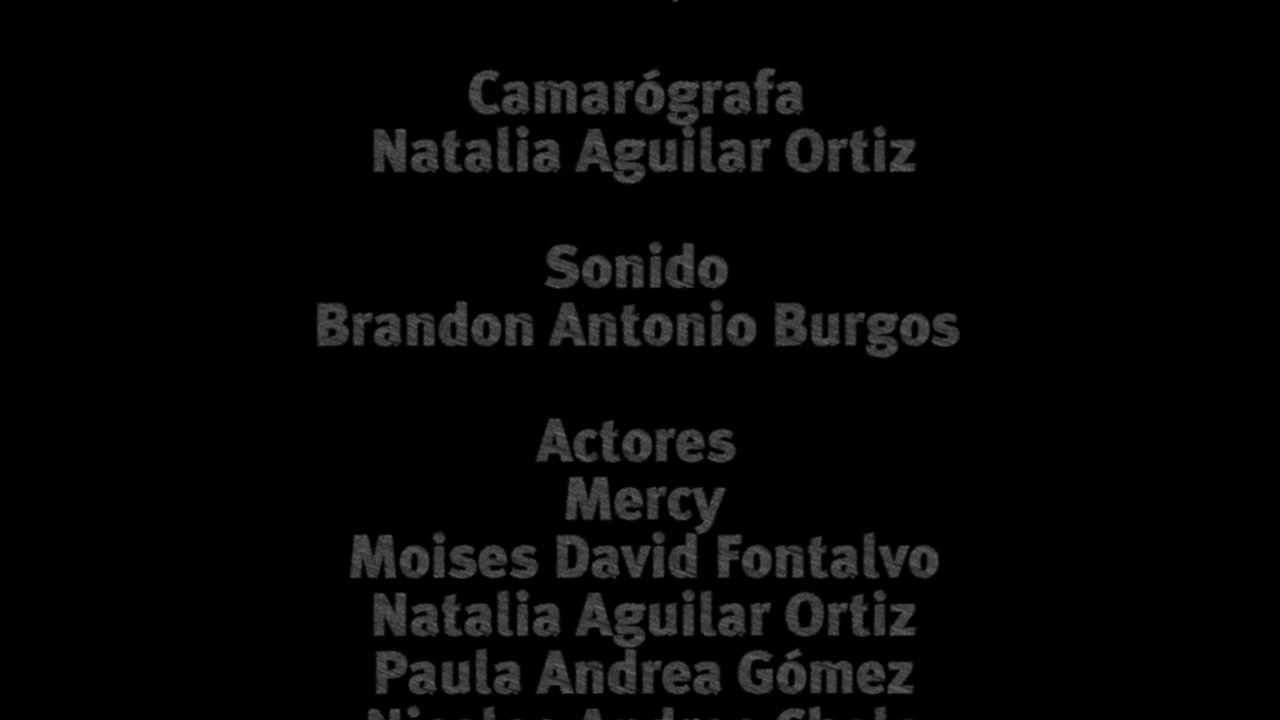 Camarógrafa
Natalia Aguilar Ortiz
Sonido
Brandon Antonio Burgos
Actores
Mercy
Moises David Fontalvo
Natalia Aguilar Ortiz
Paula Andrea Gómez